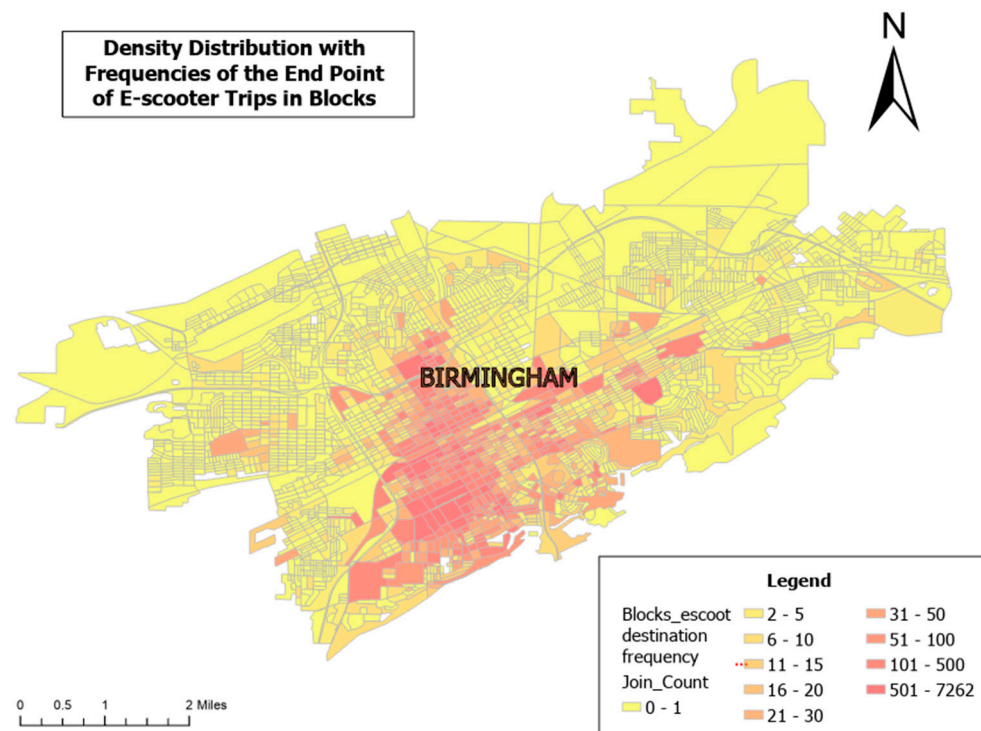 Density Distribution with
Frequencies of the End Point
of E-scooter Trips in Blocks
N
BIRMINGHAM
Legend
Blocks_escoot
destination
frequency
Join_Count
0 - 1
2 - 5
6 - 10
11 - 15
16 - 20
21 - 30
31 - 50
51 - 100
101 - 500
501 - 7262
0 0.5 1 2 Miles